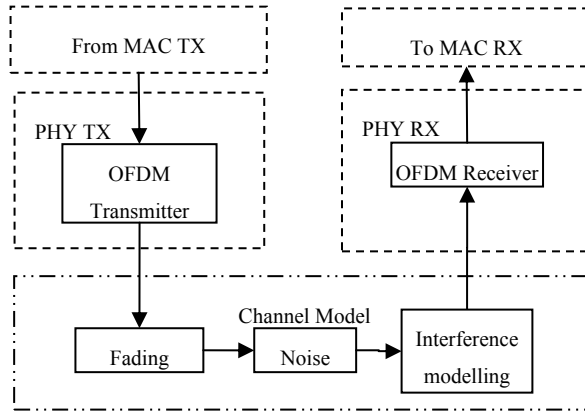 From MAC TX
To MAC RX
PHY TX
OFDM
Transmitter
PHY RX
OFDM Receiver
Channel Model
Fading
Noise
Interference
modelling